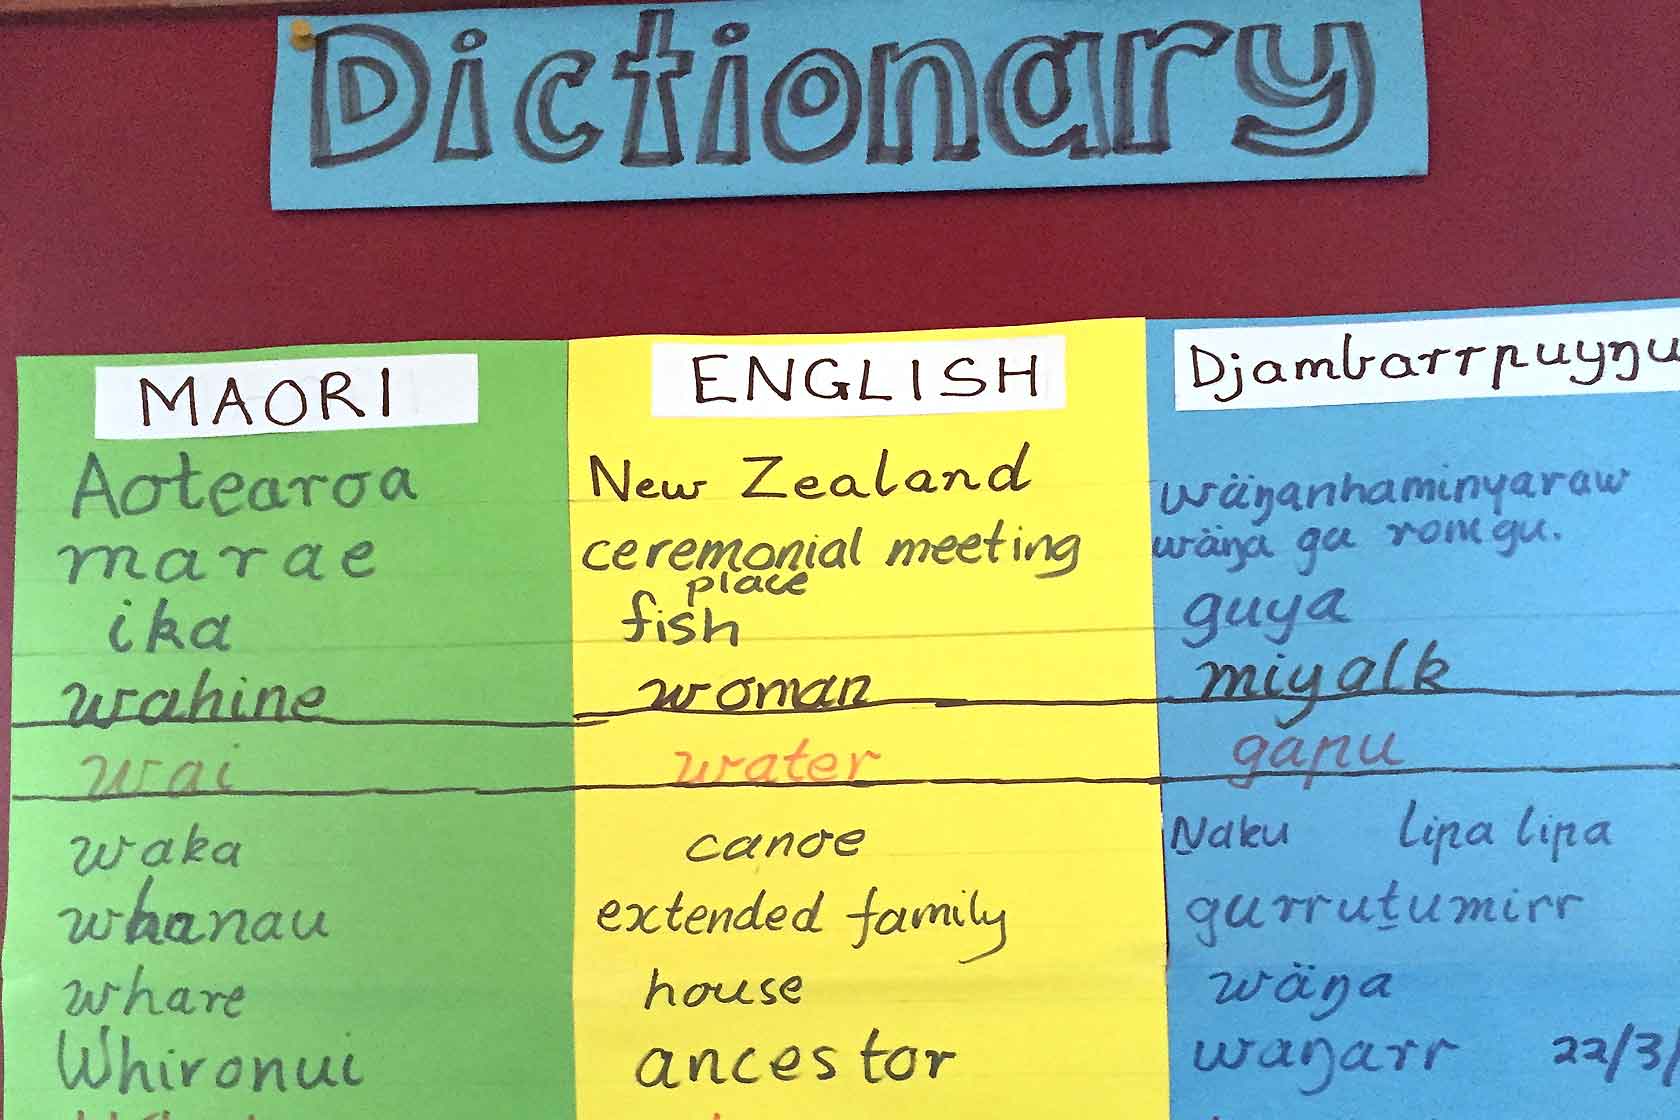 Dictionary
MAORI ENGLISH Djambarrpuyŋu
Aotearoa New Zealand wäŋanhaminyaraw
marae ceremonial meeting wäŋa ga romgu.
place
ika fish guya
wahine woman miyalk
wai water gapu
waka canoe Naku lipa lipa
whanau extended family gurruṯumirr
whare house wäŋa
Whironui ancestor waŋarr 22/3/